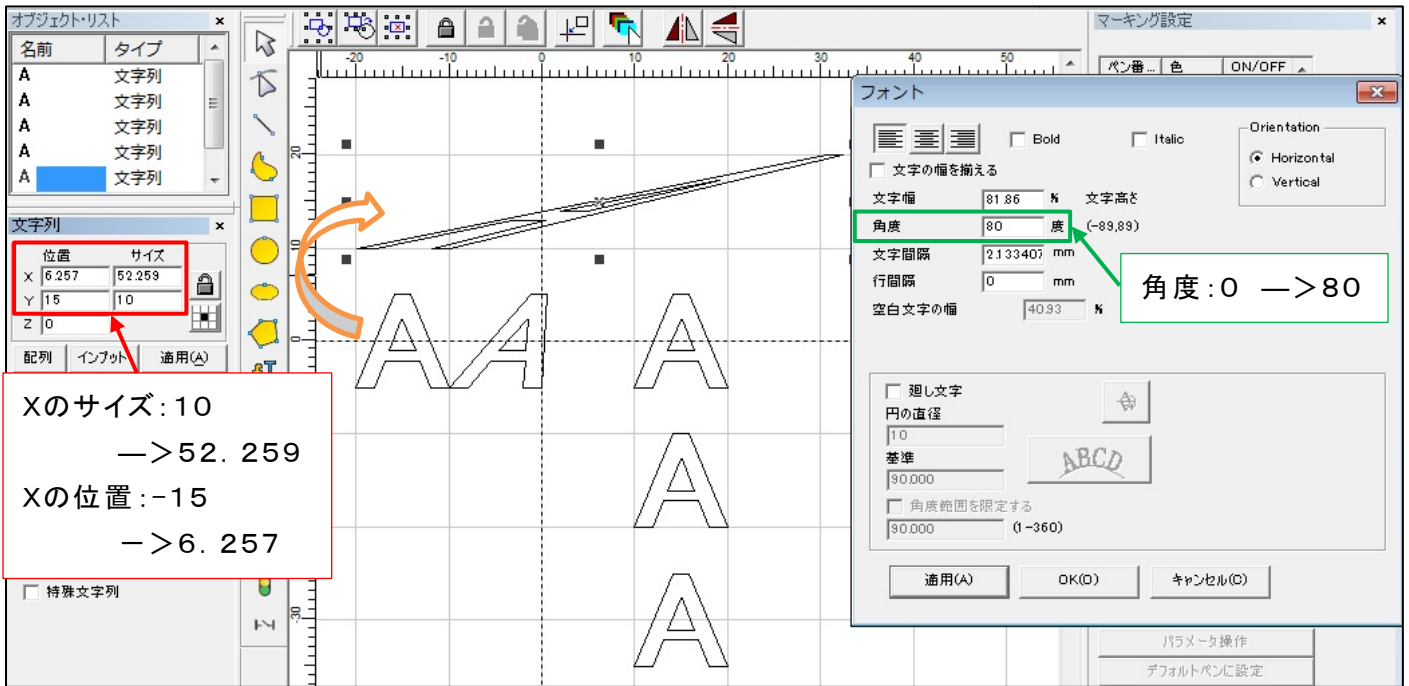 オブジェクト・リスト ×
名前 タイプ
A 文字列
A 文字列
A 文字列
A 文字列
A 文字列
文字列 ×
位置 サイズ
X 6.257 52.259
Y 15 10
Z 0
配列 インプット 適用(A)
Xのサイズ:10
―>52. 259
Xの位置:-15
－>6. 257
特殊文字列
-20 -10 0 10 20 30 40 50
20
10
0
-30
A A A
A
A
マーキング設定 ×
ペン番... 色 ON/OFF
フォント
Bold Italic
Orientation
Horizontal
Vertical
文字の幅を揃える
文字幅 81.86 % 文字高さ
角度 80 度 (-89,89)
文字間隔 2.133407 mm
行間隔 0 mm
空白文字の幅 40.93 %
角度:0 ―>80
廻し文字
円の直径
10
基準
90.000
ABCD
角度範囲を限定する
90.000 (1-360)
適用(A) OK(O) キャンセル(C)
パラメータ操作
デフォルトペンに設定